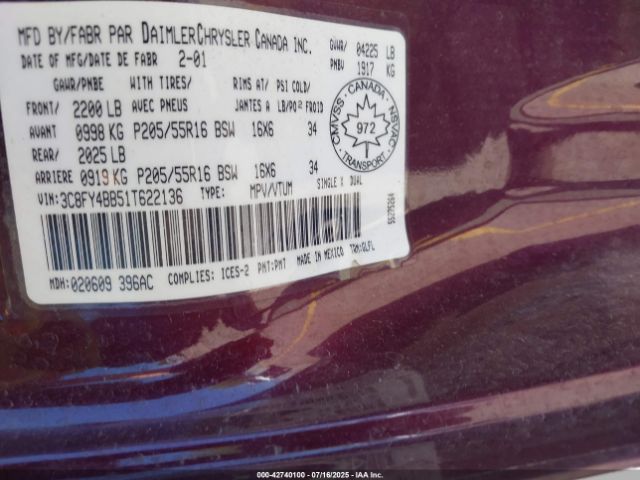 MFD BY/FABR PAR DAIMLERCHRYSLER CANADA INC.
DATE OF MFG/DATE DE FABR 2-01
GVWR/ 04225 LB
PNBV 1917 KG
GAWR/PNBE WITH TIRES/ RIMS AT/ PSI COLD/
FRONT/ 2200 LB AVEC PNEUS JANTES A LB/PO² FROID
AVANT 0998 KG P205/55R16 BSW 16X6 34
REAR/ 2025 LB
ARRIERE 0919 KG P205/55R16 BSW 16X6 34
VIN: 3C8FY4BB51T622136 TYPE: MPV/VTUM SINGLE X DUAL
MDH: 020609 396AC COMPLIES: ICES-2 PNT: PMT MADE IN MEXICO TRM: QLFL
CANADA
CMVSS
NSVAC
972
TRANSPORT
55275264
000-42740100 - 07/16/2025 - IAA Inc.